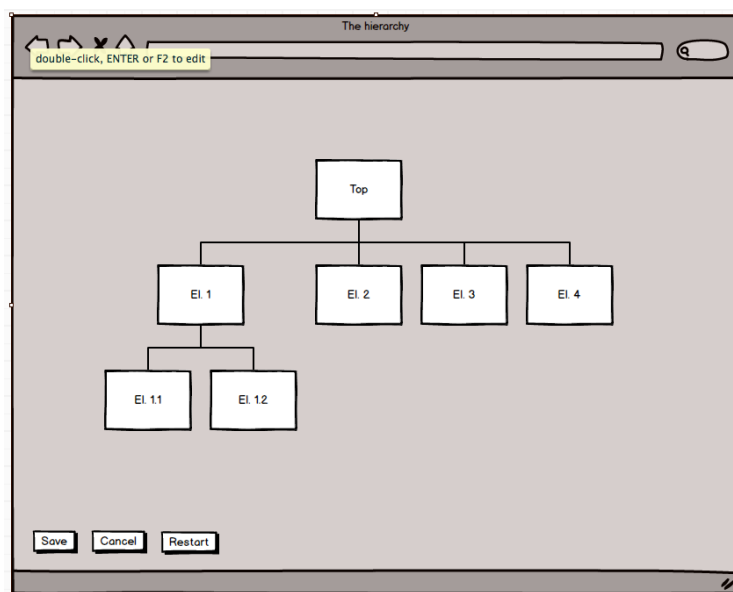 The hierarchy
double-click, ENTER or F2 to edit
Top
El. 1
El. 2
El. 3
El. 4
El. 1.1
El. 1.2
Save
Cancel
Restart